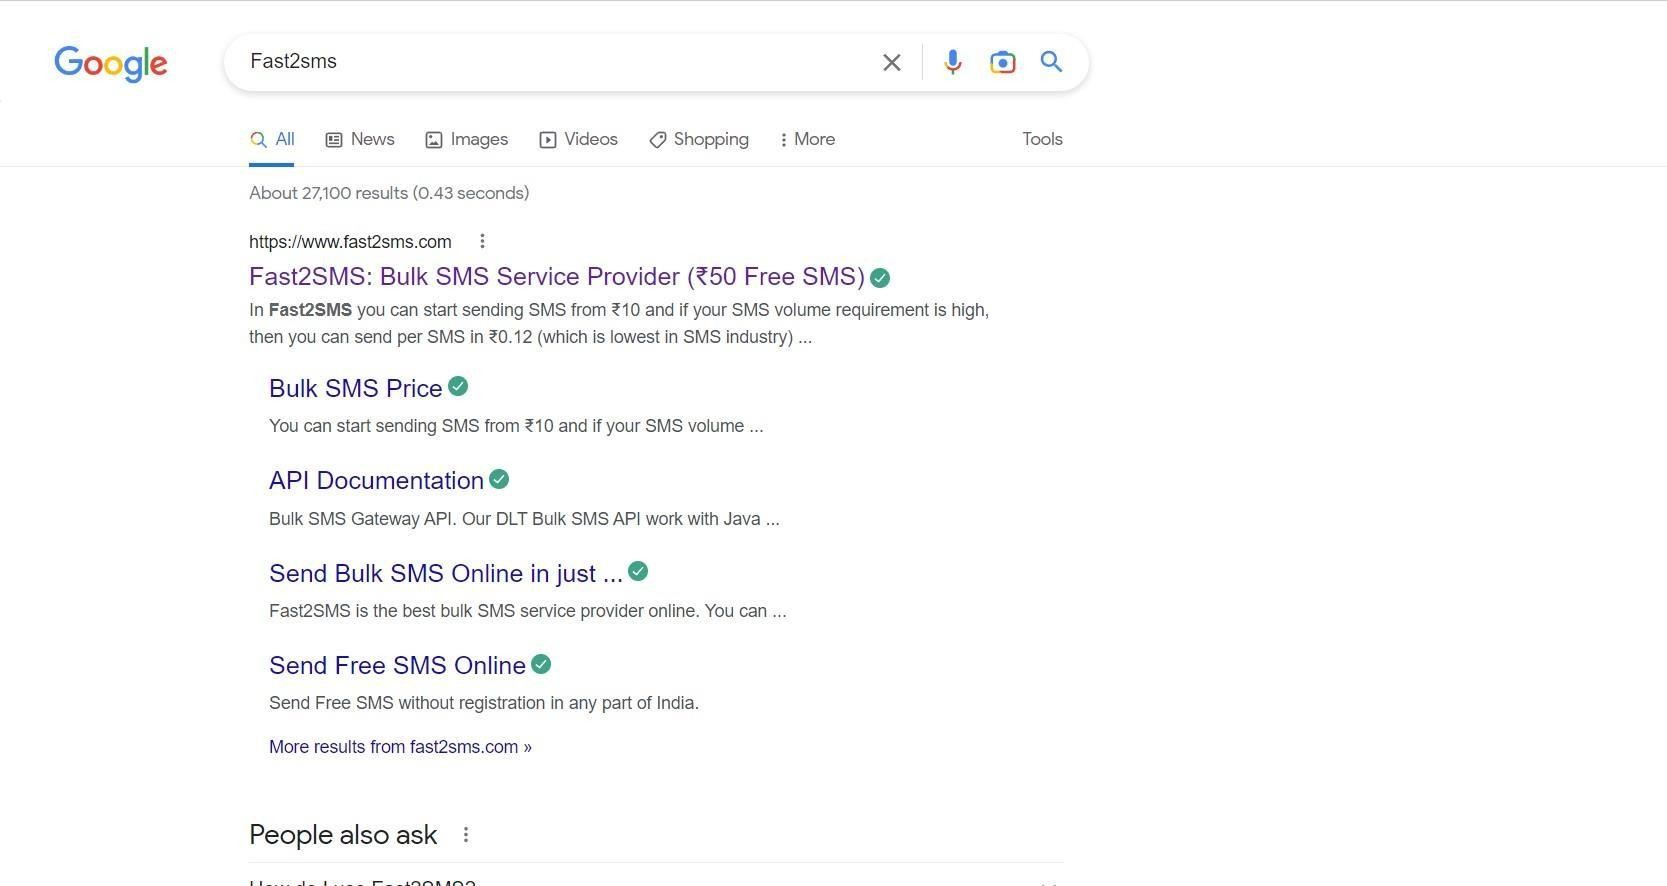 Google
Fast2sms
All
News
Images
Videos
Shopping
More
Tools
About 27,100 results (0.43 seconds)
https://www.fast2sms.com
Fast2SMS: Bulk SMS Service Provider (₹50 Free SMS)
In Fast2SMS you can start sending SMS from ₹10 and if your SMS volume requirement is high,
then you can send per SMS in ₹0.12 (which is lowest in SMS industry) ...
Bulk SMS Price
You can start sending SMS from ₹10 and if your SMS volume ...
API Documentation
Bulk SMS Gateway API. Our DLT Bulk SMS API work with Java ...
Send Bulk SMS Online in just ...
Fast2SMS is the best bulk SMS service provider online. You can ...
Send Free SMS Online
Send Free SMS without registration in any part of India.
More results from fast2sms.com »
People also ask
How do I use Fast2SMS?